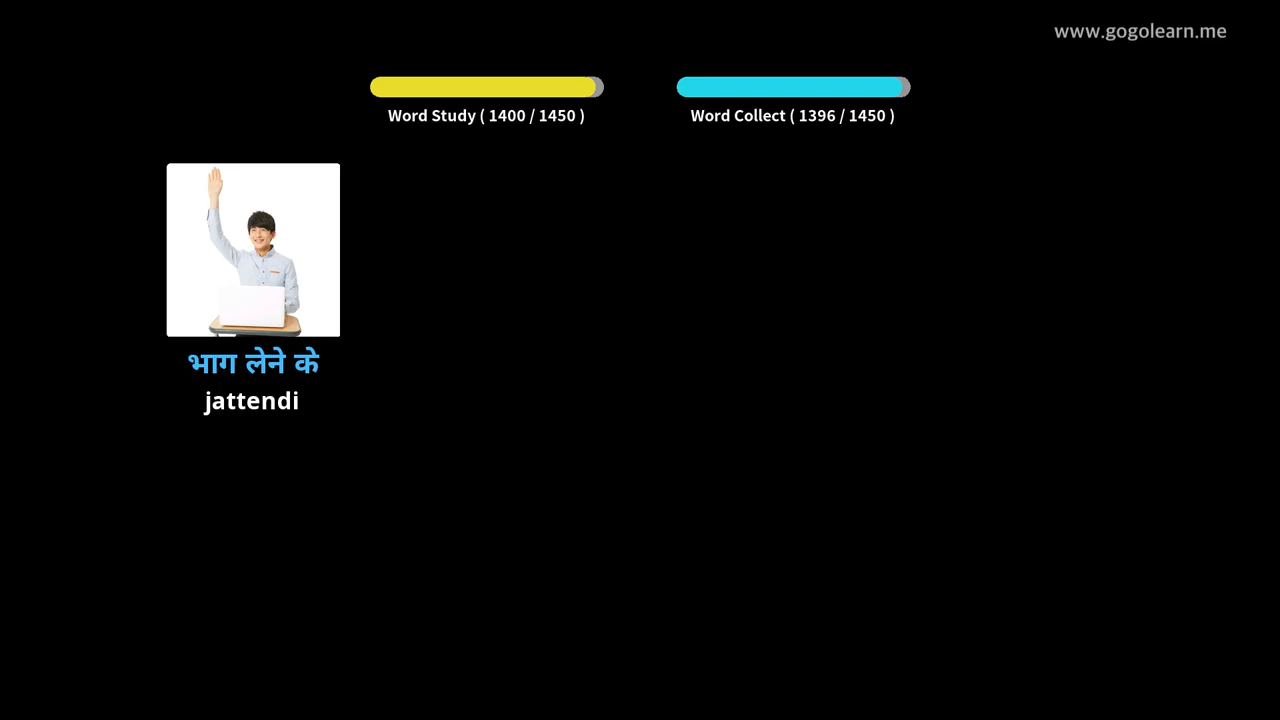 www.gogolearn.me
Word Study ( 1400 / 1450 )
Word Collect ( 1396 / 1450 )
भाग लेने के
jattendi